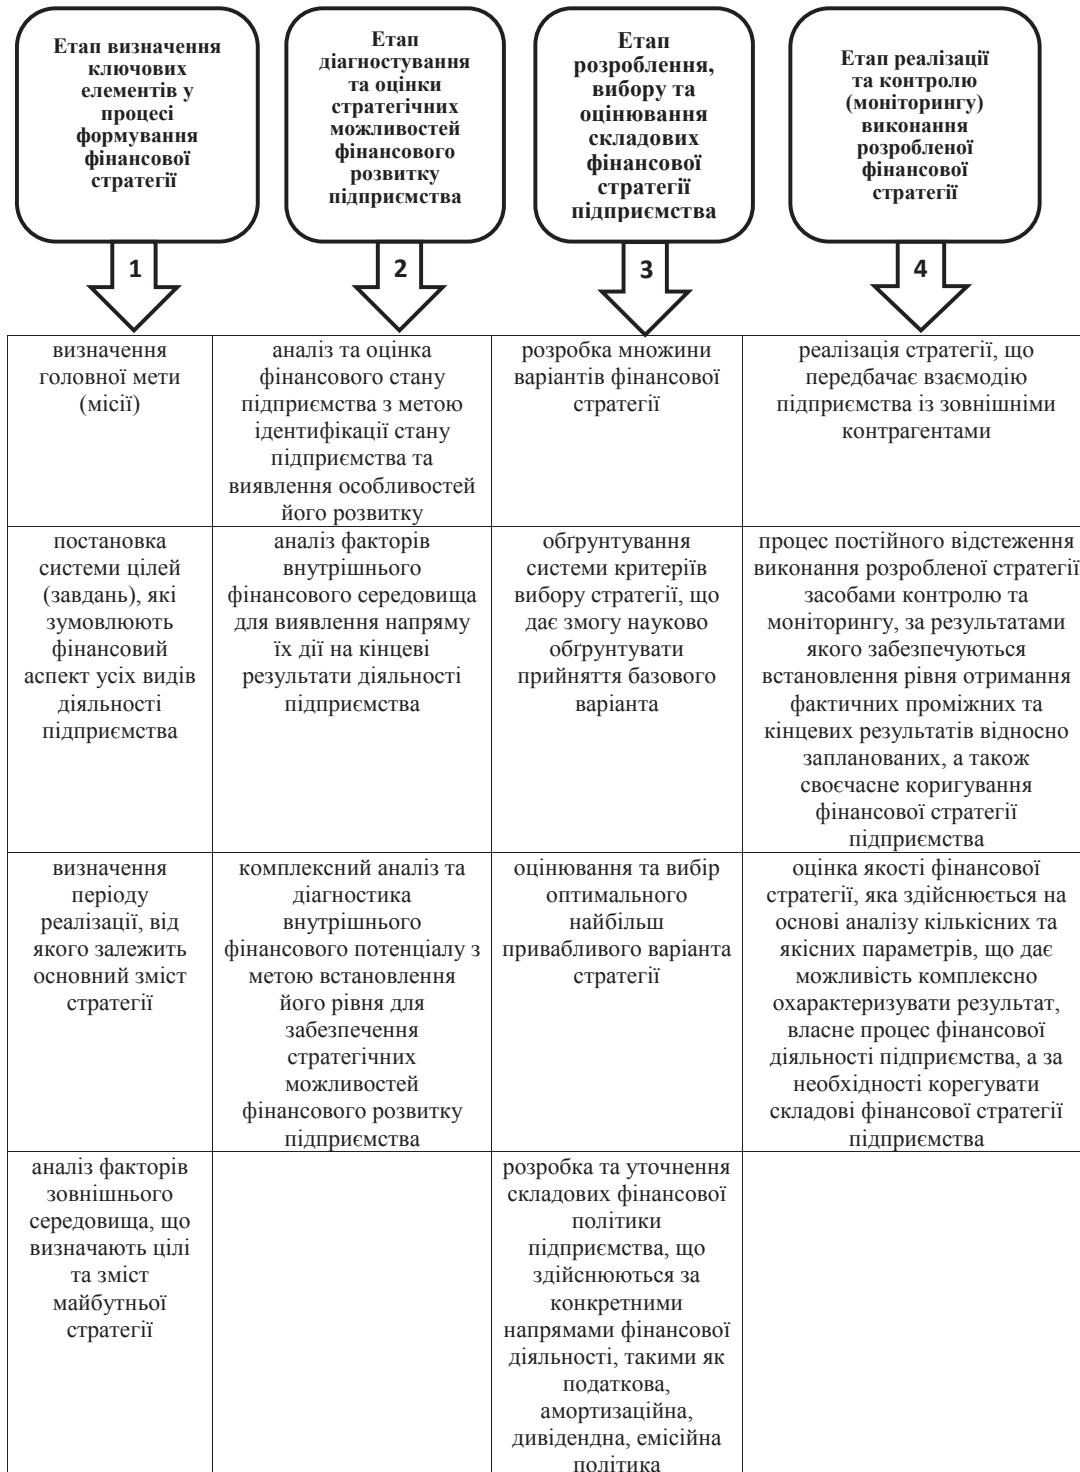 Етап визначення
ключових
елементів у
процесі
формування
фінансової
стратегії
Етап
діагностування
та оцінки
стратегічних
можливостей
фінансового
розвитку
підприємства
Етап
розроблення,
вибору та
оцінювання
складових
фінансової
стратегії
підприємства
Етап реалізації
та контролю
(моніторингу)
виконання
розробленої
фінансової
стратегії
1
2
3
4
визначення
головної мети
(місії)
аналіз та оцінка
фінансового стану
підприємства з метою
ідентифікації стану
підприємства та
виявлення особливостей
його розвитку
розробка множини
варіантів фінансової
стратегії
реалізація стратегії, що
передбачає взаємодію
підприємства із зовнішніми
контрагентами
постановка
системи цілей
(завдань), які
зумовлюють
фінансовий
аспект усіх видів
діяльності
підприємства
аналіз факторів
внутрішнього
фінансового середовища
для виявлення напряму
їх дії на кінцеві
результати діяльності
підприємства
обґрунтування
системи критеріїв
вибору стратегії, що
дає змогу науково
обґрунтувати
прийняття базового
варіанта
процес постійного відстеження
виконання розробленої стратегії
засобами контролю та
моніторингу, за результатами
якого забезпечуються
встановлення рівня отримання
фактичних проміжних та
кінцевих результатів відносно
запланованих, а також
своєчасне коригування
фінансової стратегії
підприємства
визначення
періоду
реалізації, від
якого залежить
основний зміст
стратегії
комплексний аналіз та
діагностика
внутрішнього
фінансового потенціалу з
метою встановлення
його рівня для
забезпечення
стратегічних
можливостей
фінансового розвитку
підприємства
оцінювання та вибір
оптимального
найбільш
привабливого варіанта
стратегії
оцінка якості фінансової
стратегії, яка здійснюється на
основі аналізу кількісних та
якісних параметрів, що дає
можливість комплексно
охарактеризувати результат,
власне процес фінансової
діяльності підприємства, а за
необхідності корегувати
складові фінансової стратегії
підприємства
аналіз факторів
зовнішнього
середовища, що
визначають цілі
та зміст
майбутньої
стратегії
розробка та уточнення
складових фінансової
політики
підприємства, що
здійснюються за
конкретними
напрямами фінансової
діяльності, такими як
податкова,
амортизаційна,
дивідендна, емісійна
політика